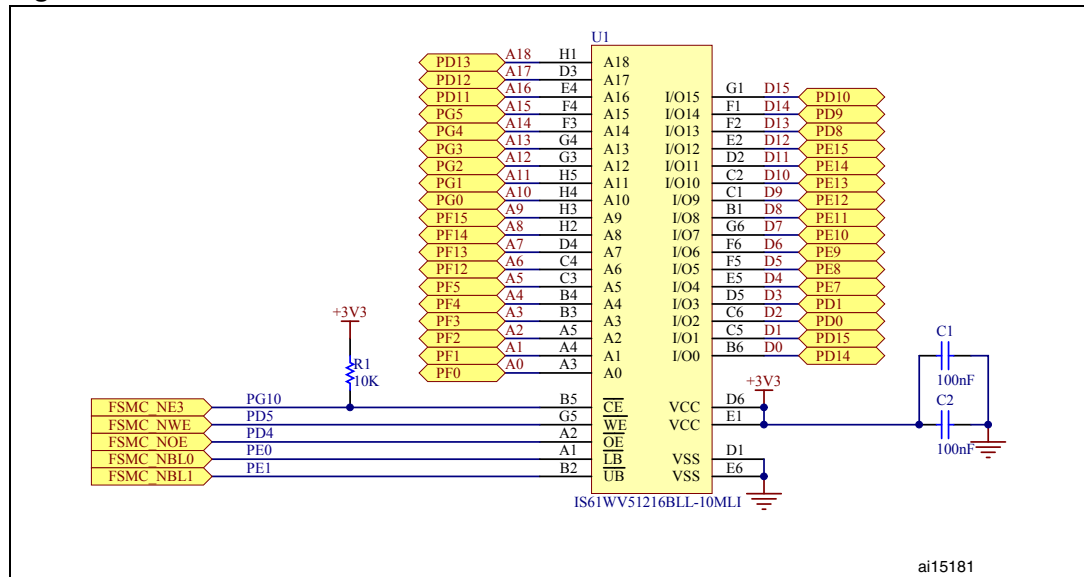 U1
PD13 A18 H1 A18
PD12 A17 D3 A17
PD11 A16 E4 A16 I/O15 G1 D15 PD10
PG5 A15 F4 A15 I/O14 F1 D14 PD9
PG4 A14 F3 A14 I/O13 F2 D13 PD8
PG3 A13 G4 A13 I/O12 E2 D12 PE15
PG2 A12 G3 A12 I/O11 D2 D11 PE14
PG1 A11 H5 A11 I/O10 C2 D10 PE13
PG0 A10 H4 A10 I/O9 C1 D9 PE12
PF15 A9 H3 A9 I/O8 B1 D8 PE11
PF14 A8 H2 A8 I/O7 G6 D7 PE10
PF13 A7 D4 A7 I/O6 F6 D6 PE9
PF12 A6 C4 A6 I/O5 F5 D5 PE8
PF5 A5 C3 A5 I/O4 E5 D4 PE7
PF4 A4 B4 A4 I/O3 D5 D3 PD1
PF3 A3 B3 A3 I/O2 C6 D2 PD0
PF2 A2 A5 A2 I/O1 C5 D1 PD15
PF1 A1 A4 A1 I/O0 B6 D0 PD14
PF0 A0 A3 A0
+3V3
R1
10K
+3V3
C1
100nF
C2
100nF
FSMC_NE3 PG10 B5 CE VCC D6
FSMC_NWE PD5 G5 WE VCC E1
FSMC_NOE PD4 A2 OE
FSMC_NBL0 PE0 A1 LB VSS D1
FSMC_NBL1 PE1 B2 UB VSS E6
IS61WV51216BLL-10MLI
ai15181